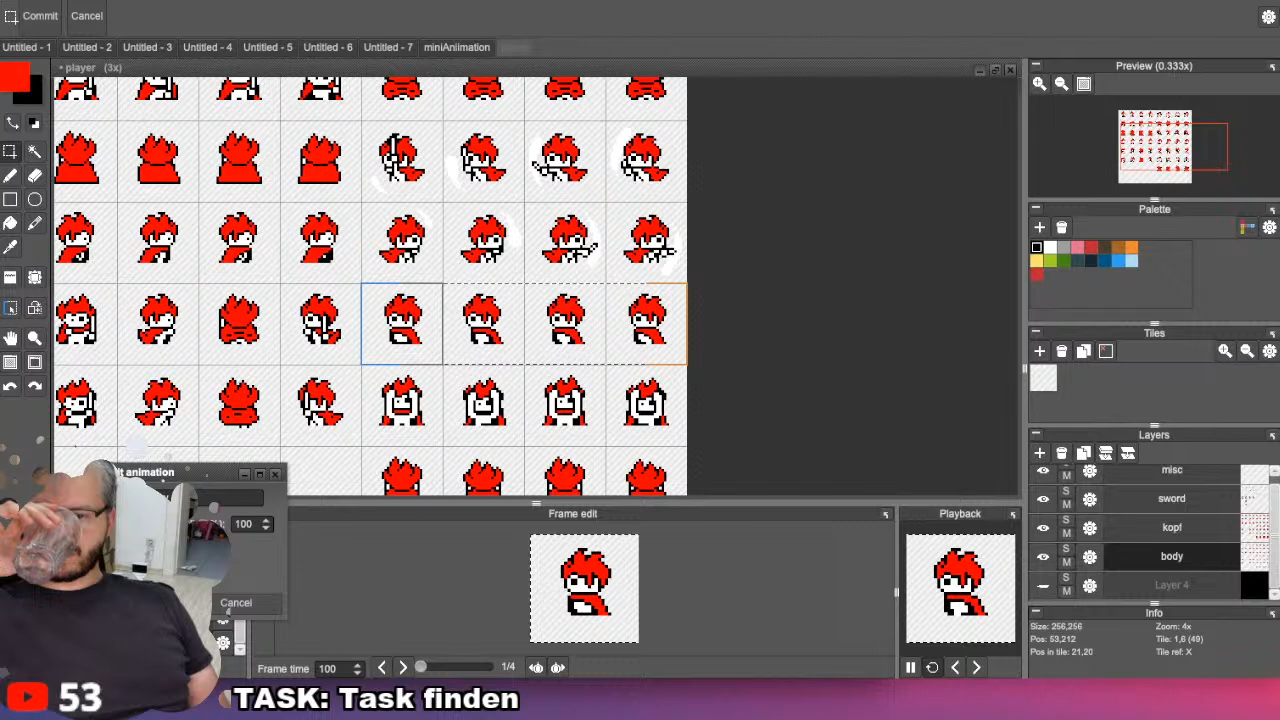 Commit Cancel
Untitled - 1 Untitled - 2 Untitled - 3 Untitled - 4 Untitled - 5 Untitled - 6 Untitled - 7 miniAniimation
• player (3x)
Preview (0.333x)
Palette
Tiles
Layers
S
M
misc
S
M
sword
S
M
kopf
S
M
body
S
M
Layer 4
Info
Size: 256,256 Zoom: 4x
Pos: 53,212 Tile: 1,6 (49)
Pos in tile: 21,20 Tile ref: X
animation
100
Cancel
Frame edit
Playback
Frame time 100 1/4
53
TASK: Task finden